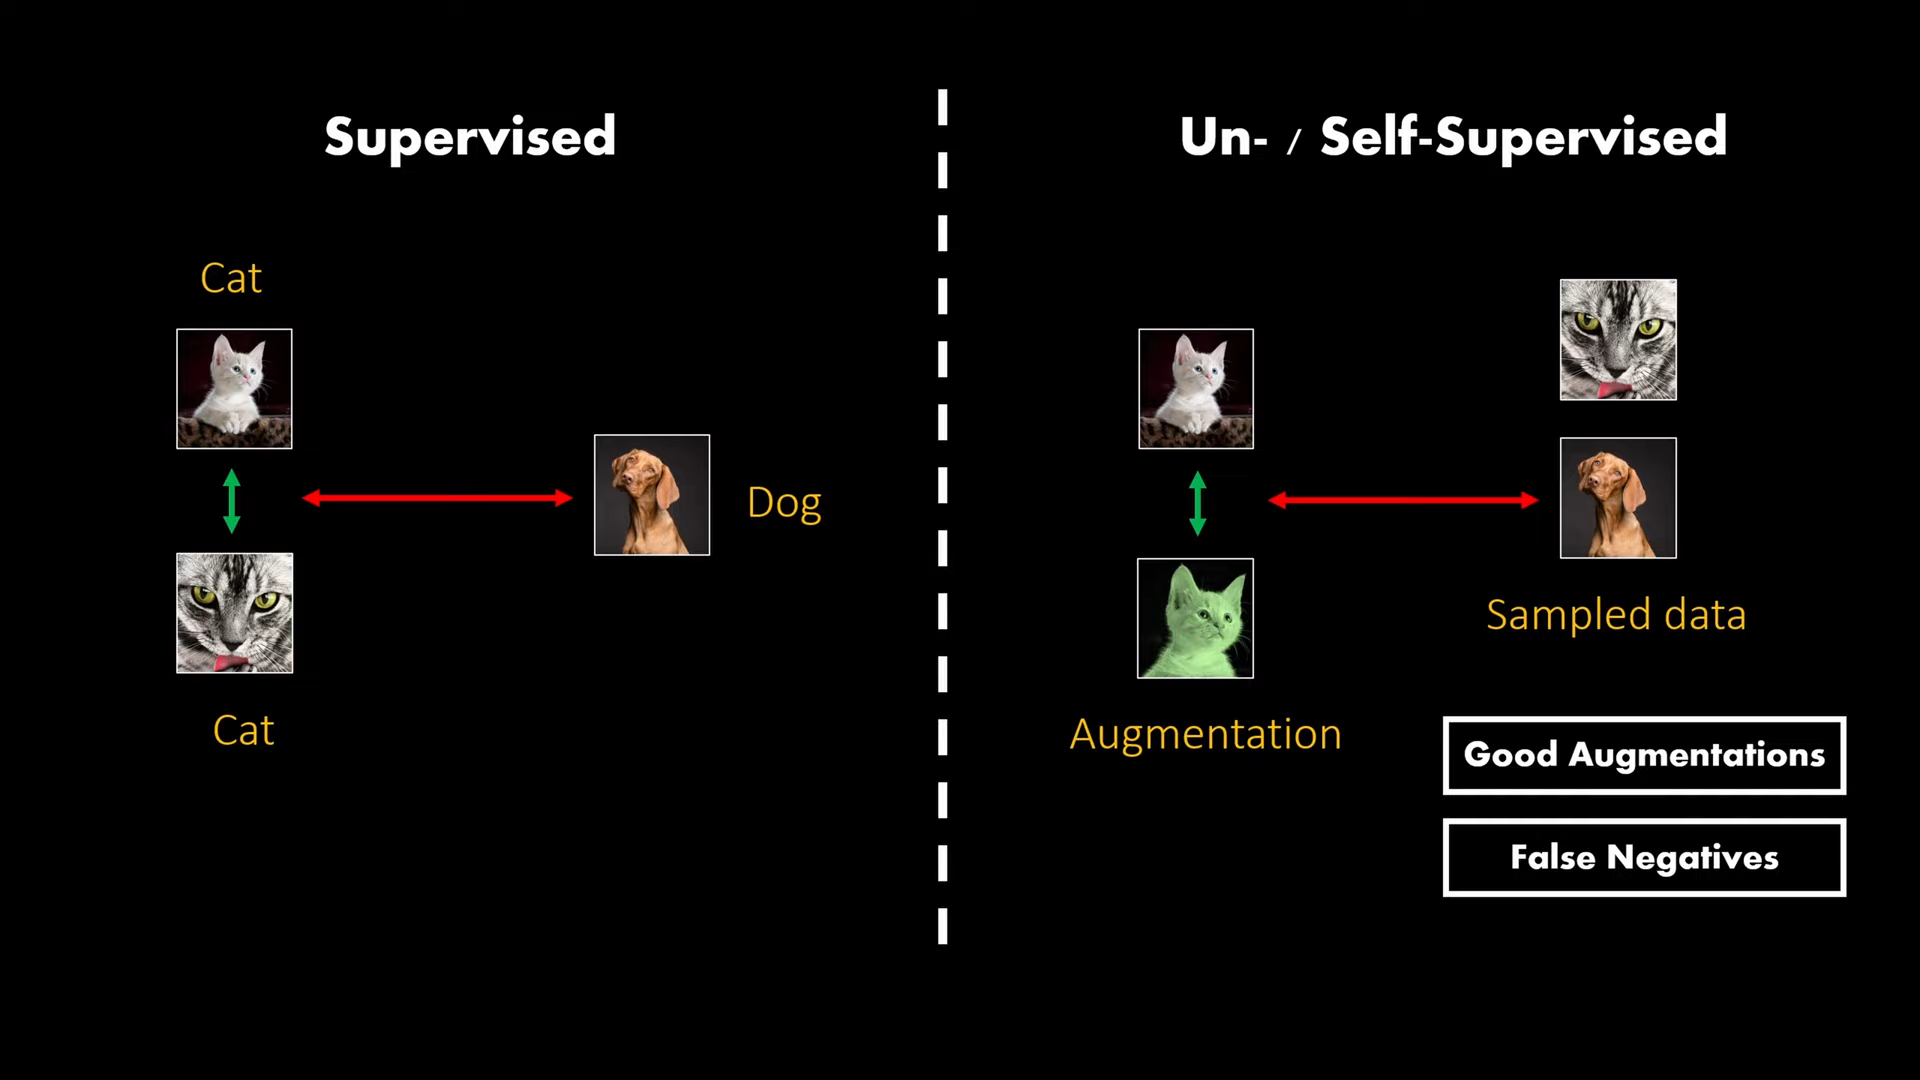 Supervised
Cat
Dog
Cat
Un- / Self-Supervised
Sampled data
Augmentation
Good Augmentations
False Negatives